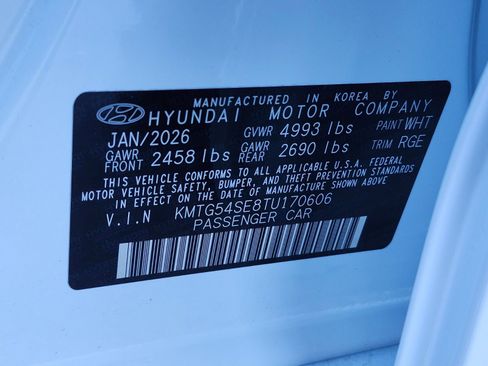 MANUFACTURED IN KOREA BY
HYUNDAI MOTOR COMPANY
JAN/2026 GVWR 4993 lbs PAINT WHT
GAWR FRONT 2458 lbs GAWR REAR 2690 lbs TRIM RGE
THIS VEHICLE CONFORMS TO ALL APPLICABLE U.S.A. FEDERAL
MOTOR VEHICLE SAFETY, BUMPER, AND THEFT PREVENTION STANDARDS
IN EFFECT ON THE DATE OF MANUFACTURE SHOWN ABOVE.
V.I.N KMTG54SE8TU170606
PASSENGER CAR